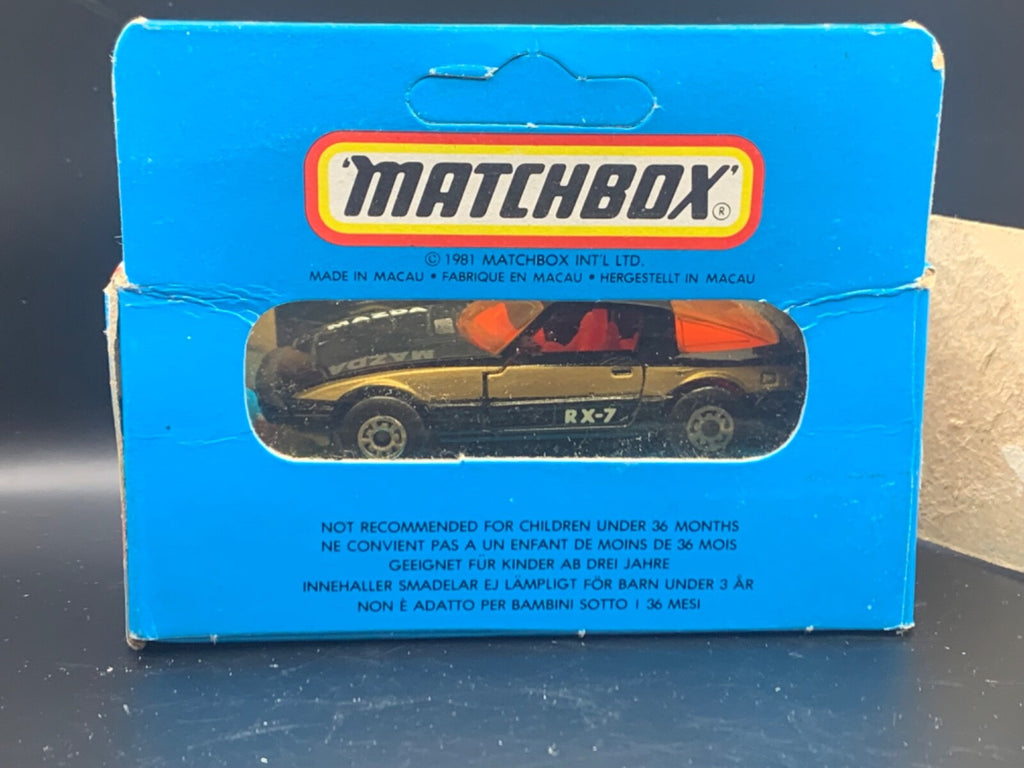 'MATCHBOX'®
© 1981 MATCHBOX INT'L LTD.
MADE IN MACAU • FABRIQUE EN MACAU • HERGESTELLT IN MACAU
MAZDA
MAZDA
RX-7
NOT RECOMMENDED FOR CHILDREN UNDER 36 MONTHS
NE CONVIENT PAS A UN ENFANT DE MOINS DE 36 MOIS
GEEIGNET FÜR KINDER AB DREI JAHRE
INNEHALLER SMADELAR EJ LÄMPLIGT FÖR BARN UNDER 3 ÅR
NON È ADATTO PER BAMBINI SOTTO I 36 MESI